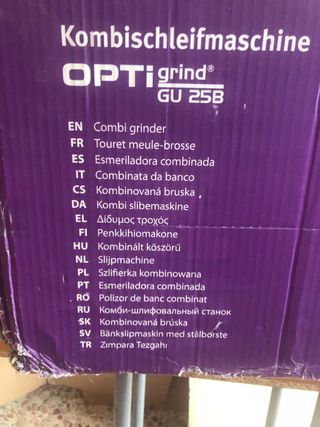 Kombischleifmaschine
OPTi grind®
GU 25B
EN Combi grinder
FR Touret meule-brosse
ES Esmeriladora combinada
IT Combinata da banco
CS Kombinovaná bruska
DA Kombi slibemaskine
EL Δίδυμος τροχός
FI Penkkihiomakone
HU Kombinált köszörű
NL Slijpmachine
PL Szlifierka kombinowana
PT Esmeriladora combinada
RO Polizor de banc combinat
RU Комби-шлифовальный станок
SK Kombinovaná brúska
SV Bänkslipmaskin med stålborste
TR Zımpara Tezgahı